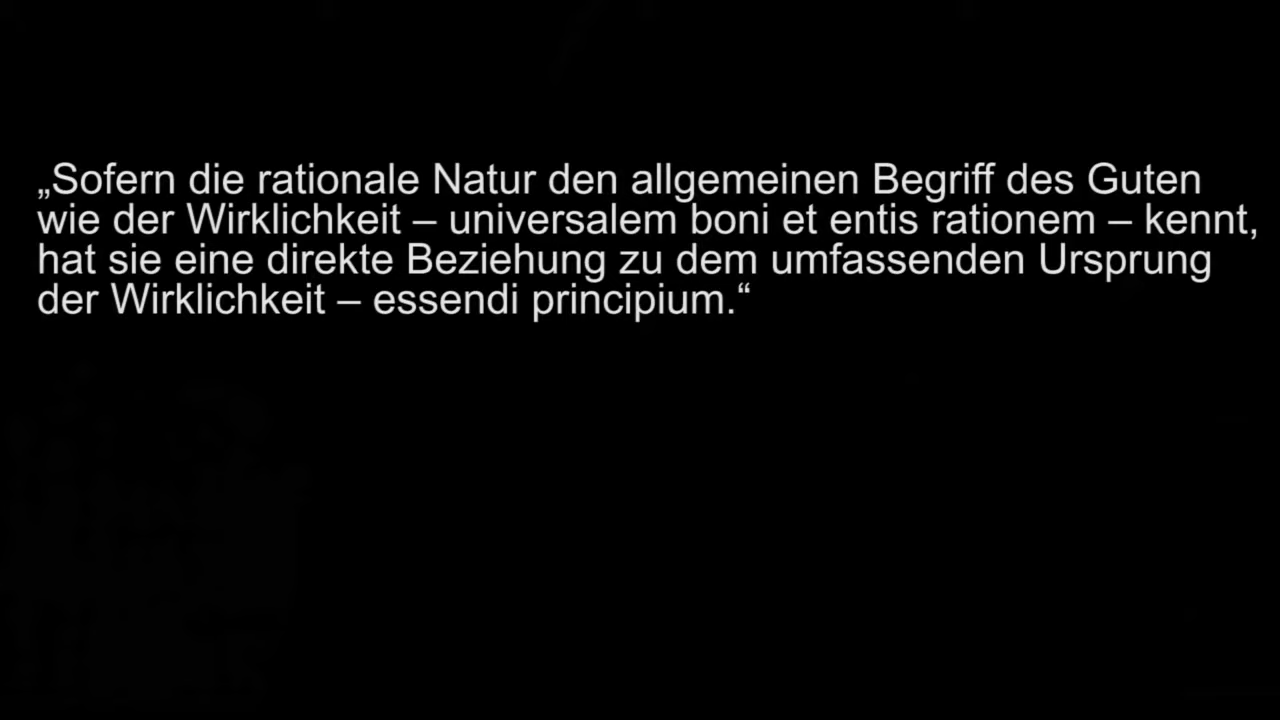 „Sofern die rationale Natur den allgemeinen Begriff des Guten
wie der Wirklichkeit – universalem boni et entis rationem – kennt,
hat sie eine direkte Beziehung zu dem umfassenden Ursprung
der Wirklichkeit – essendi principium.“